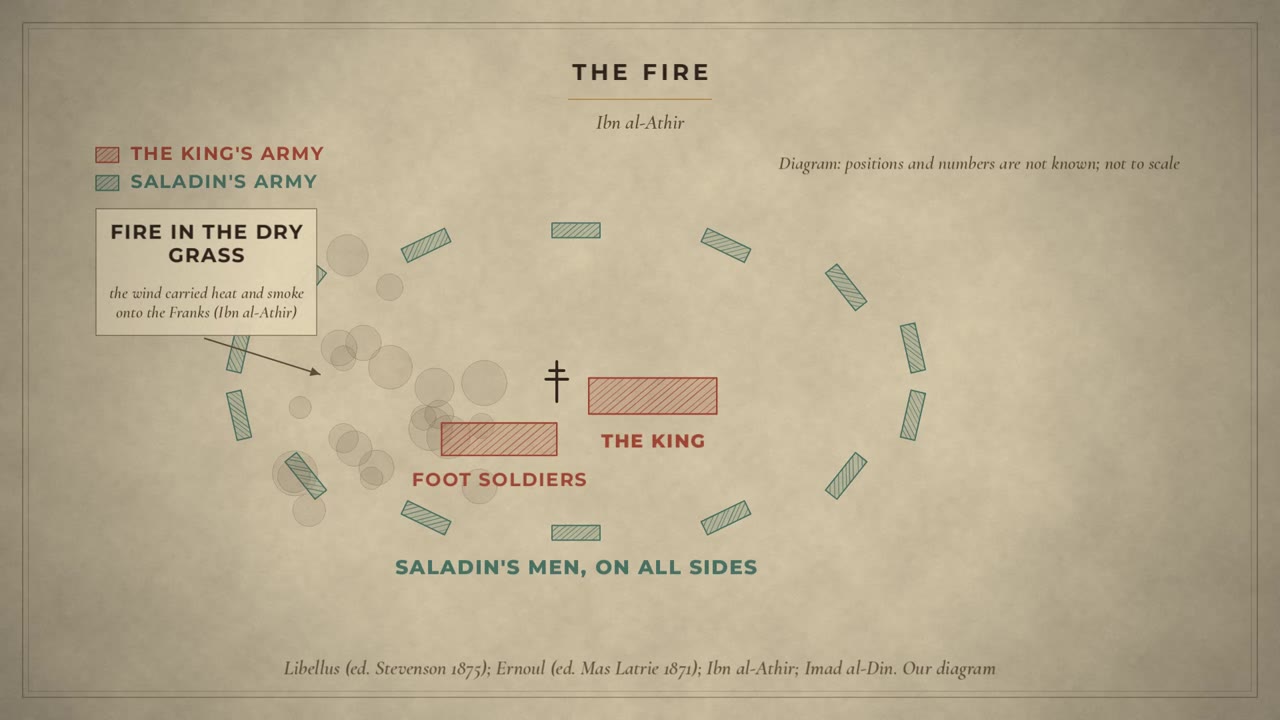 THE FIRE
Ibn al-Athir
THE KING'S ARMY
SALADIN'S ARMY
Diagram: positions and numbers are not known; not to scale
FIRE IN THE DRY
GRASS
the wind carried heat and smoke
onto the Franks (Ibn al-Athir)
THE KING
FOOT SOLDIERS
SALADIN'S MEN, ON ALL SIDES
Libellus (ed. Stevenson 1875); Ernoul (ed. Mas Latrie 1871); Ibn al-Athir; Imad al-Din. Our diagram